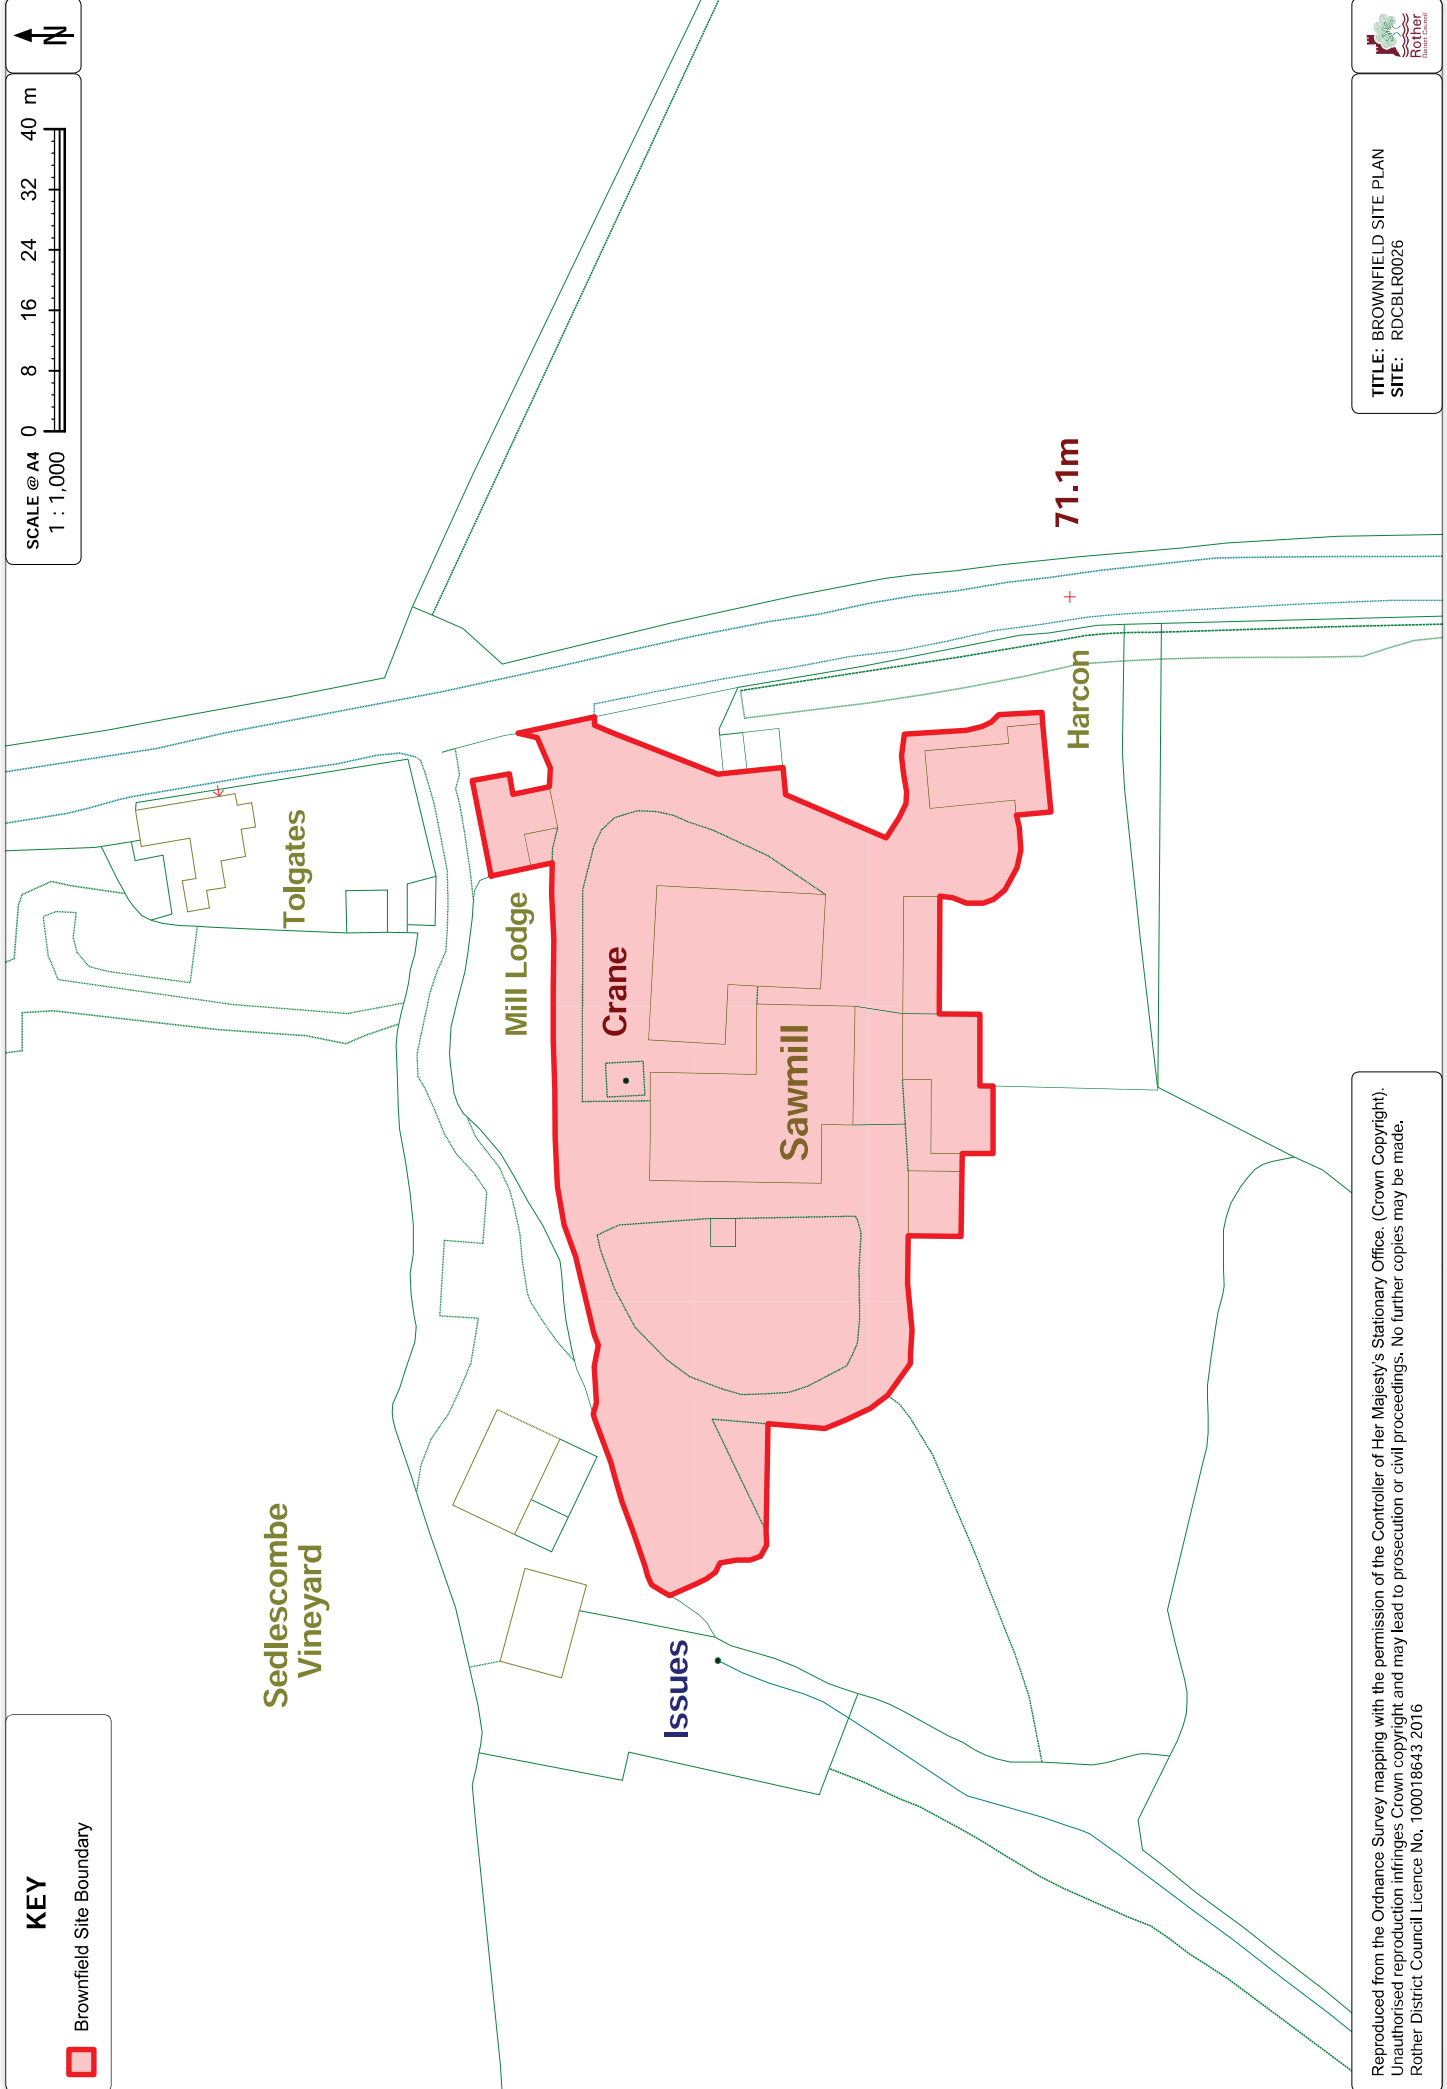 KEY
Brownfield Site Boundary
SCALE @ A4
1 : 1,000
0 8 16 24 32 40 m
N
Sedlescombe
Vineyard
Tolgates
Mill Lodge
Crane
Sawmill
Issues
Harcon
71.1m
Reproduced from the Ordnance Survey mapping with the permission of the Controller of Her Majesty's Stationary Office. (Crown Copyright).
Unauthorised reproduction infringes Crown copyright and may lead to prosecution or civil proceedings. No further copies may be made.
Rother District Council Licence No. 100018643 2016
TITLE: BROWNFIELD SITE PLAN
SITE: RDCBLR0026
Rother
District Council